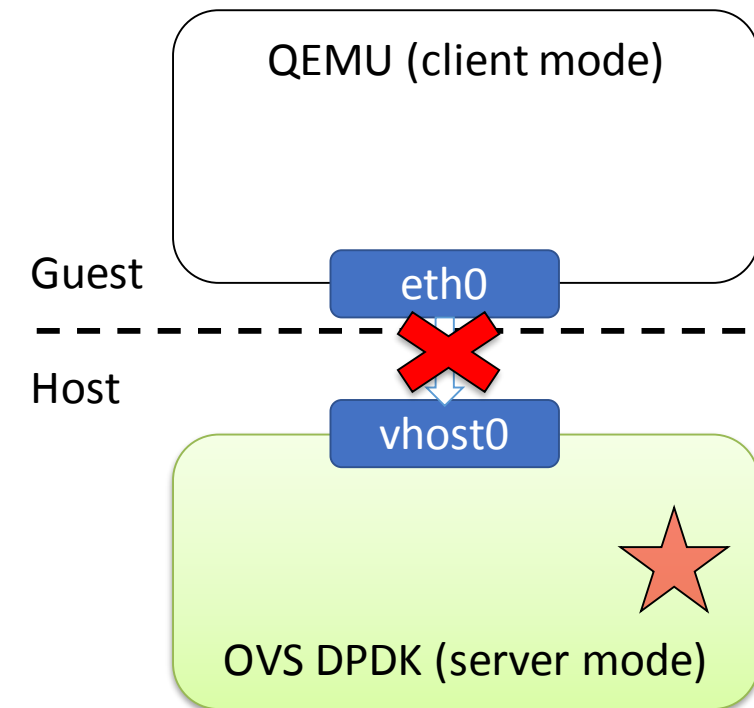 QEMU (client mode)
Guest
eth0
Host
vhost0
OVS DPDK (server mode)